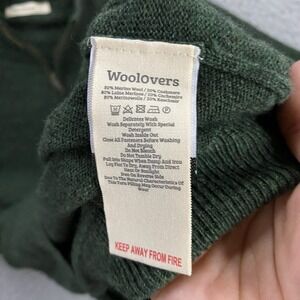 WoolOvers
80% Merino Wool / 20% Cashmere
80% Laine Merinos / 20% Cachemire
80% Merinowolle / 20% Kaschmir
Delicates Wash
Wash Separately With Special
Detergent
Wash Inside Out
Close All Fasteners Before Washing
And Drying
Do Not Bleach
Do Not Tumble Dry
Pull Into Shape When Damp And Iron
Lay Flat To Dry, Away From Direct
Heat Or Sunlight
Iron On Reverse Side
Due To The Natural Characteristics Of
This Yarn Pilling May Occur During
Wear
KEEP AWAY FROM FIRE